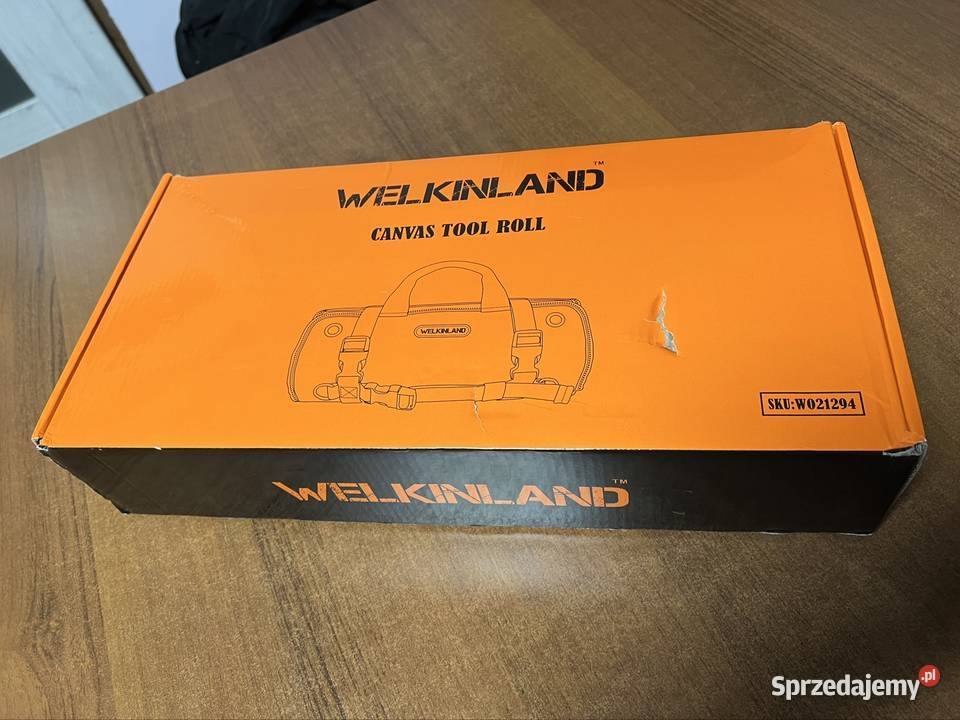 WELKINLAND™
CANVAS TOOL ROLL
WELKINLAND
SKU:W021294
WELKINLAND™
Sprzedajemy.pl